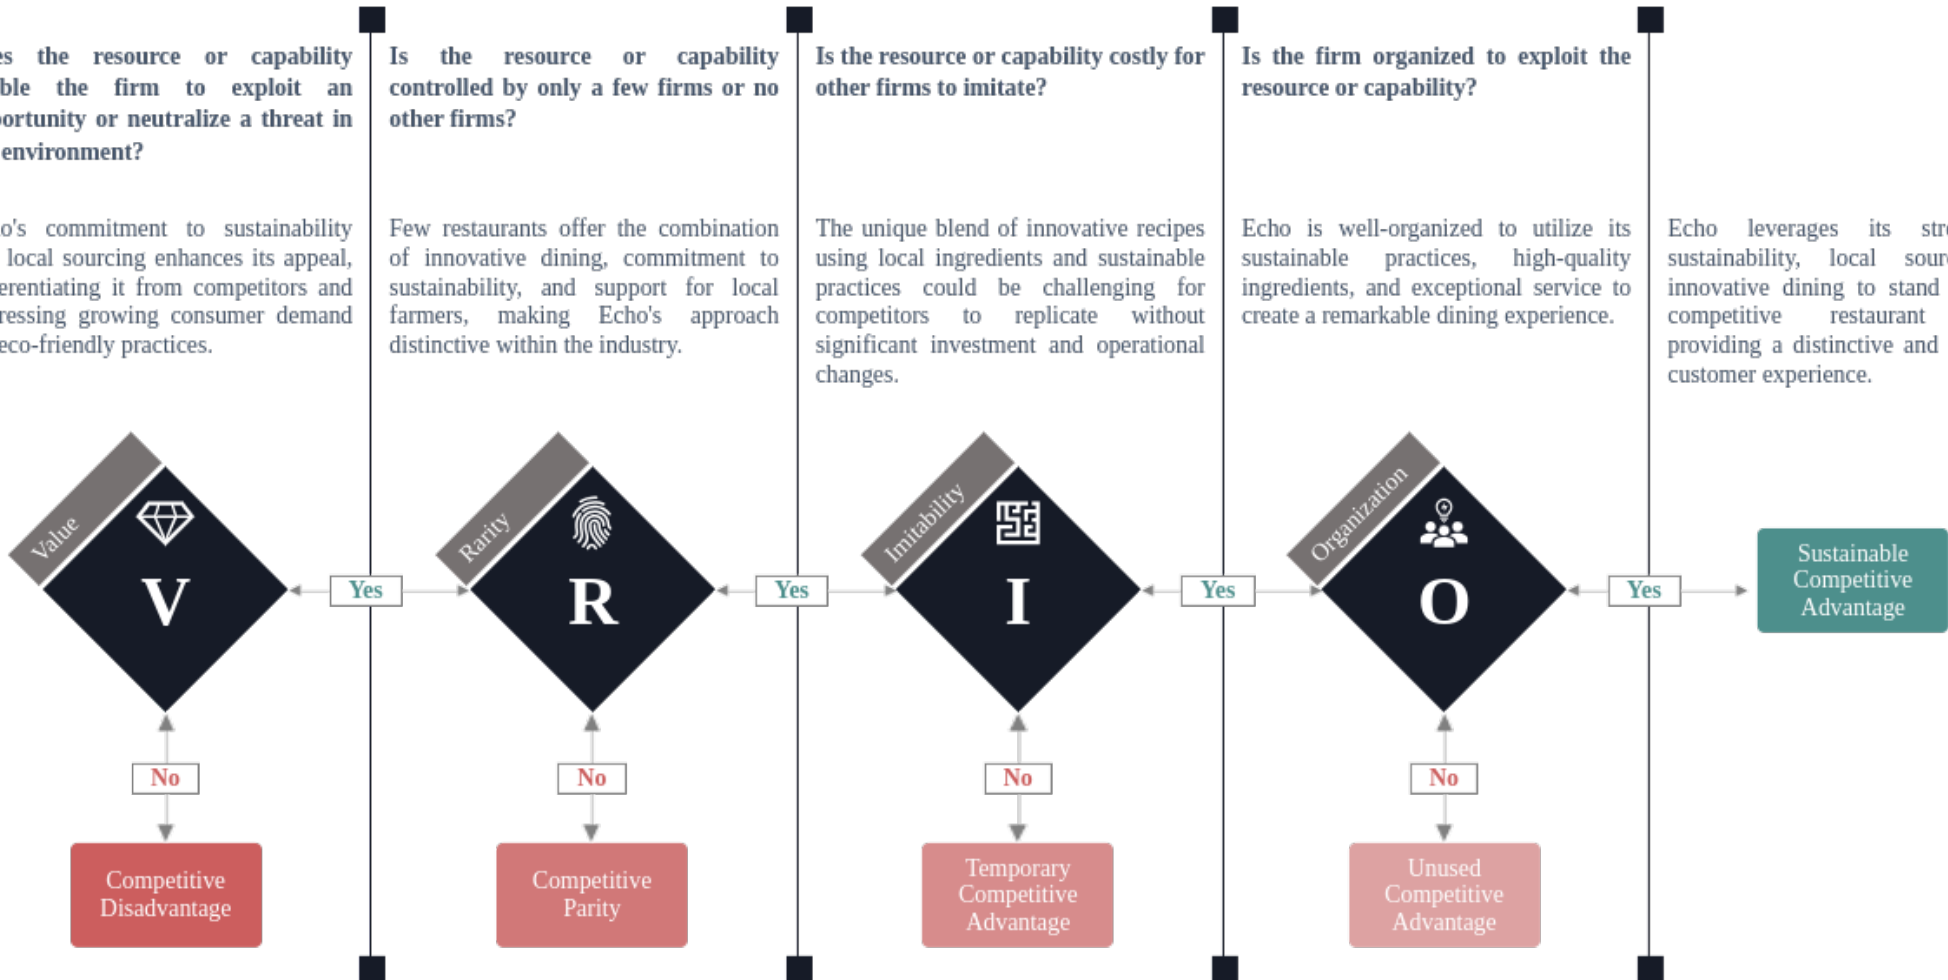 es the resource or capability
ble the firm to exploit an
ortunity or neutralize a threat in
environment?
Is the resource or capability
controlled by only a few firms or no
other firms?
Is the resource or capability costly for
other firms to imitate?
Is the firm organized to exploit the
resource or capability?
o's commitment to sustainability
local sourcing enhances its appeal,
erentiating it from competitors and
ressing growing consumer demand
eco-friendly practices.
Few restaurants offer the combination
of innovative dining, commitment to
sustainability, and support for local
farmers, making Echo's approach
distinctive within the industry.
The unique blend of innovative recipes
using local ingredients and sustainable
practices could be challenging for
competitors to replicate without
significant investment and operational
changes.
Echo is well-organized to utilize its
sustainable practices, high-quality
ingredients, and exceptional service to
create a remarkable dining experience.
Echo leverages its stre
sustainability, local sour
innovative dining to stand
competitive restaurant
providing a distinctive and
customer experience.
Value
V
Yes
Rarity
R
Yes
Imitability
I
Yes
Organization
O
Yes
Sustainable
Competitive
Advantage
No
No
No
No
Competitive
Disadvantage
Competitive
Parity
Temporary
Competitive
Advantage
Unused
Competitive
Advantage